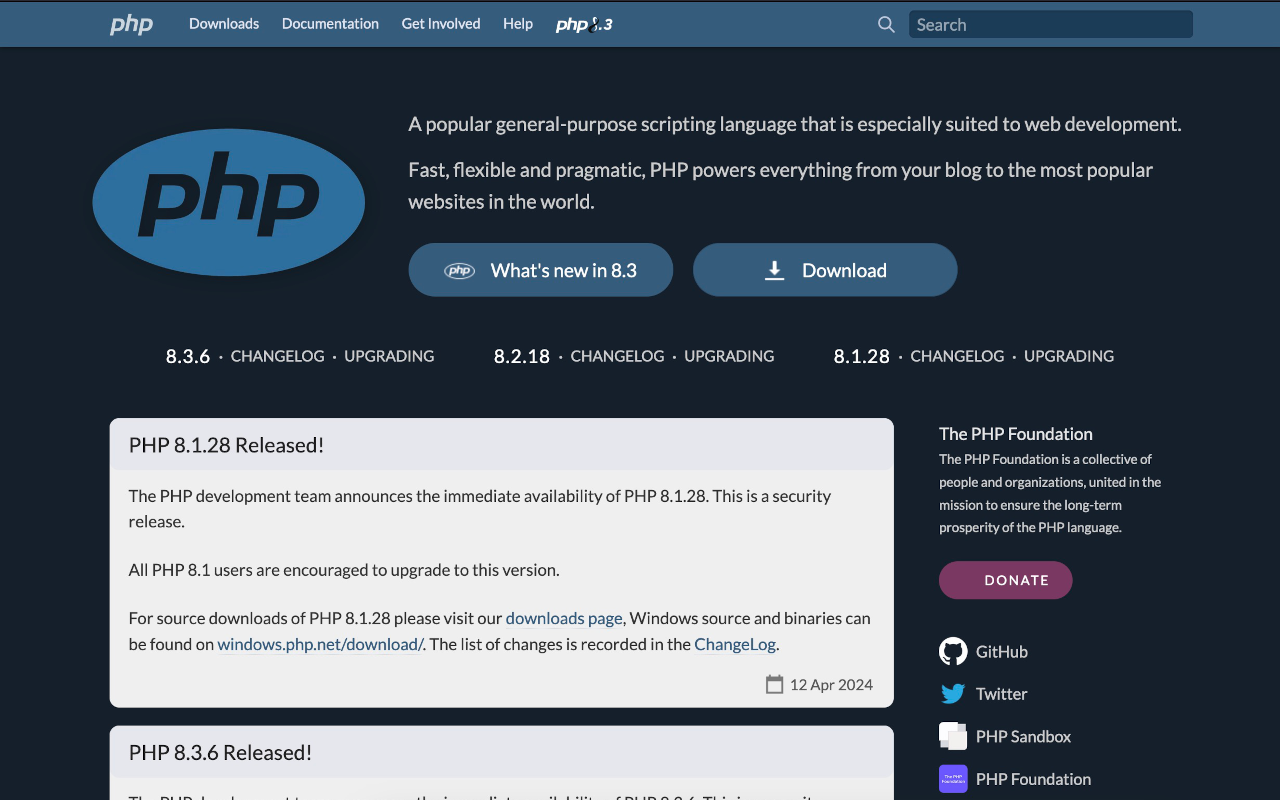 php Downloads Documentation Get Involved Help php8.3 Search
php
A popular general-purpose scripting language that is especially suited to web development.
Fast, flexible and pragmatic, PHP powers everything from your blog to the most popular
websites in the world.
php What's new in 8.3 Download
8.3.6 · CHANGELOG · UPGRADING 8.2.18 · CHANGELOG · UPGRADING 8.1.28 · CHANGELOG · UPGRADING
PHP 8.1.28 Released!
The PHP development team announces the immediate availability of PHP 8.1.28. This is a security
release.
All PHP 8.1 users are encouraged to upgrade to this version.
For source downloads of PHP 8.1.28 please visit our downloads page, Windows source and binaries can
be found on windows.php.net/download/. The list of changes is recorded in the ChangeLog.
12 Apr 2024
PHP 8.3.6 Released!
The PHP Foundation
The PHP Foundation is a collective of
people and organizations, united in the
mission to ensure the long-term
prosperity of the PHP language.
DONATE
GitHub
Twitter
PHP Sandbox
The PHP
Foundation
PHP Foundation